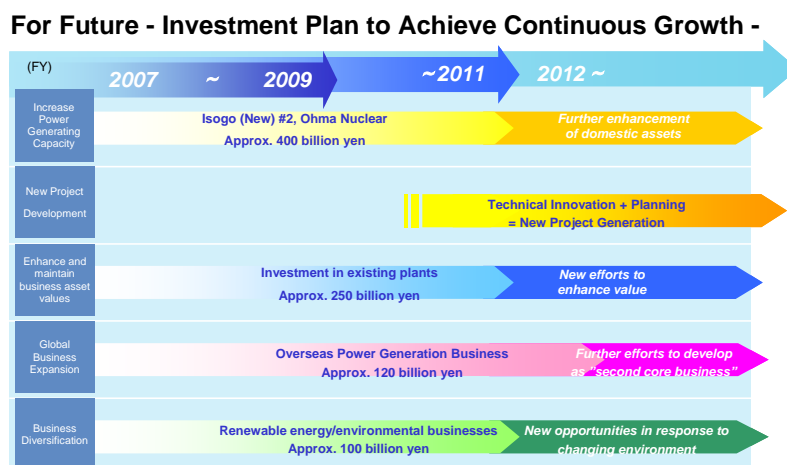 For Future - Investment Plan to Achieve Continuous Growth -
(FY)
2007 ~ 2009 ~2011 2012 ~
Increase
Power
Generating
Capacity
Isogo (New) #2, Ohma Nuclear
Approx. 400 billion yen
Further enhancement
of domestic assets
New Project
Development
Technical Innovation + Planning
= New Project Generation
Enhance and
maintain
business asset
values
Investment in existing plants
Approx. 250 billion yen
New efforts to
enhance value
Global
Business
Expansion
Overseas Power Generation Business
Approx. 120 billion yen
Further efforts to develop
as "second core business"
Business
Diversification
Renewable energy/environmental businesses
Approx. 100 billion yen
New opportunities in response to
changing environment